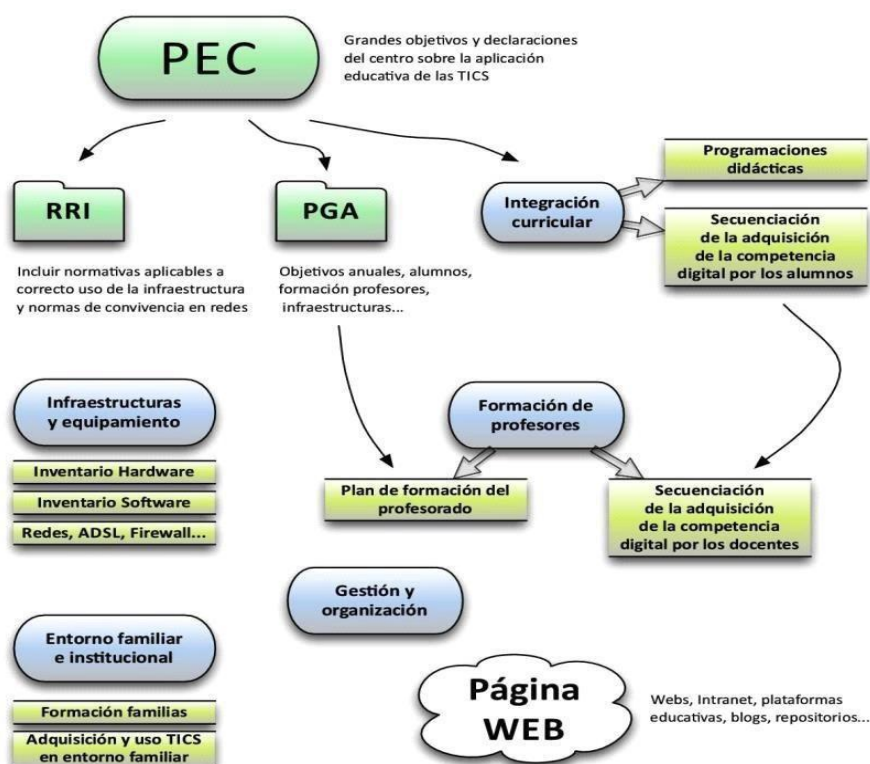 PEC
Grandes objetivos y declaraciones
del centro sobre la aplicación
educativa de las TICS
RRI
Incluir normativas aplicables a
correcto uso de la infraestructura
y normas de convivencia en redes
PGA
Objetivos anuales, alumnos,
formación profesores,
infraestructuras...
Integración
curricular
Programaciones
didácticas
Secuenciación
de la adquisición
de la competencia
digital por los alumnos
Infraestructuras
y equipamiento
Inventario Hardware
Inventario Software
Redes, ADSL, Firewall...
Formación de
profesores
Plan de formación del
profesorado
Secuenciación
de la adquisición
de la competencia
digital por los docentes
Gestión y
organización
Entorno familiar
e institucional
Formación familias
Adquisición y uso TICS
en entorno familiar
Página
WEB
Webs, Intranet, plataformas
educativas, blogs, repositorios...